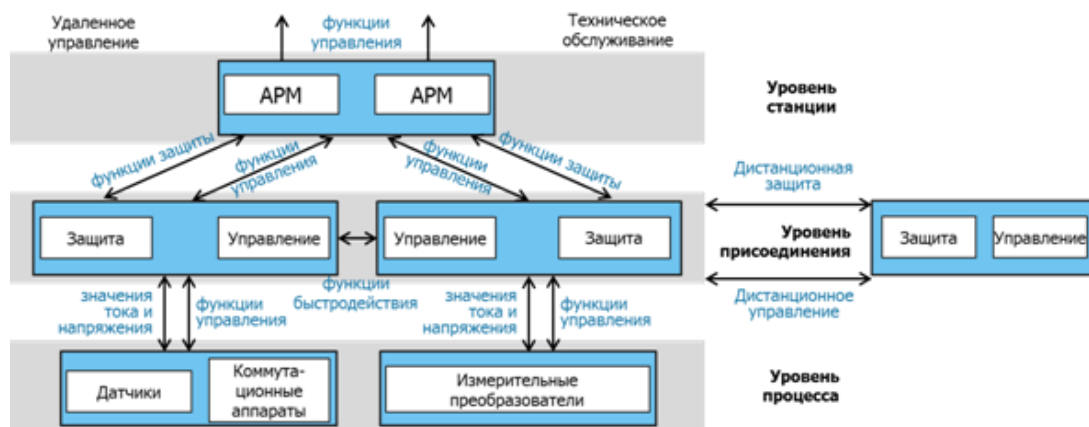 Удаленное
управление
функции
управления
Техническое
обслуживание
АРМ
АРМ
Уровень
станции
функции защиты
функции
управления
функции
управления
функции защиты
Дистанционная
защита
Защита
Управление
Управление
Защита
Уровень
присоединения
Защита
Управление
значения
тока и
напряжения
функции
управления
функции
быстродействия
значения
тока и
напряжения
функции
управления
Дистанционное
управление
Датчики
Коммута-
ционные
аппараты
Измерительные
преобразователи
Уровень
процесса